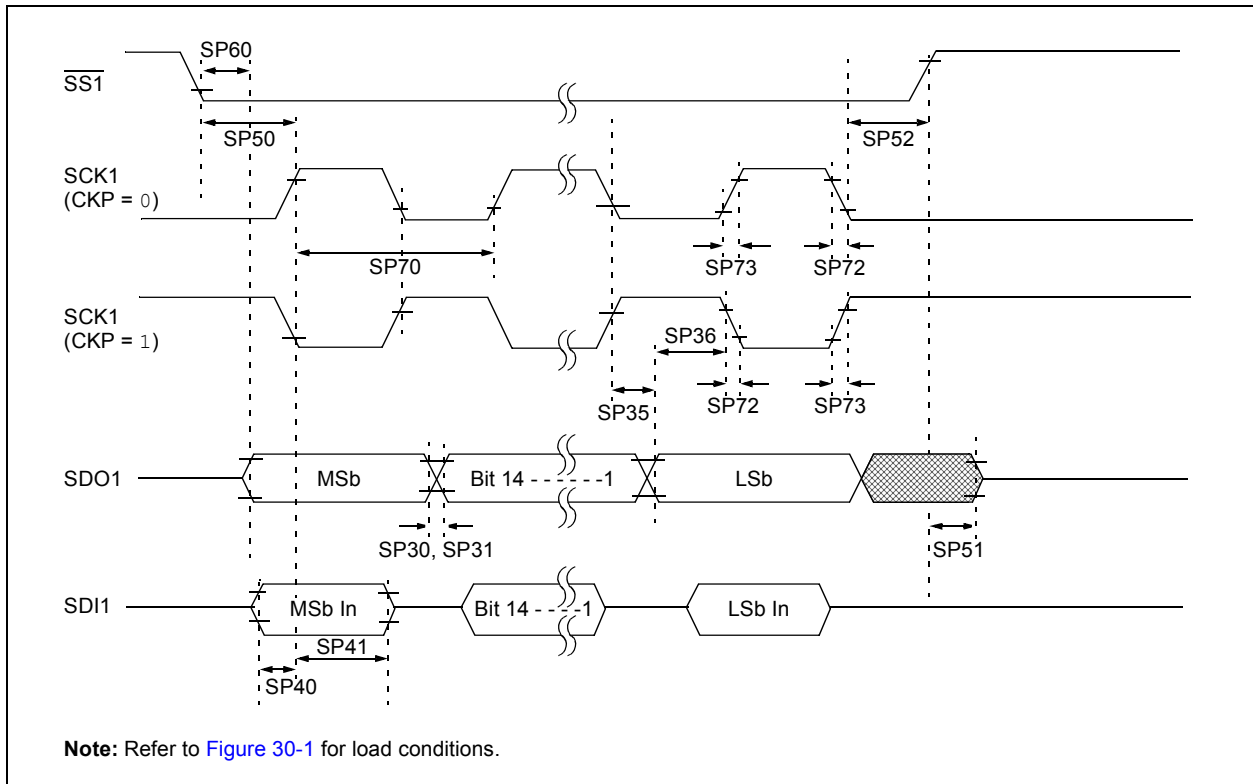 SP60
SS1
SP50
SP52
SCK1
(CKP = 0)
SP70
SP73
SP72
SCK1
(CKP = 1)
SP36
SP35
SP72
SP73
SDO1
MSb
Bit 14 - - - - - -1
LSb
SP30, SP31
SP51
SDI1
MSb In
Bit 14 - - - -1
LSb In
SP41
SP40
Note: Refer to Figure 30-1 for load conditions.